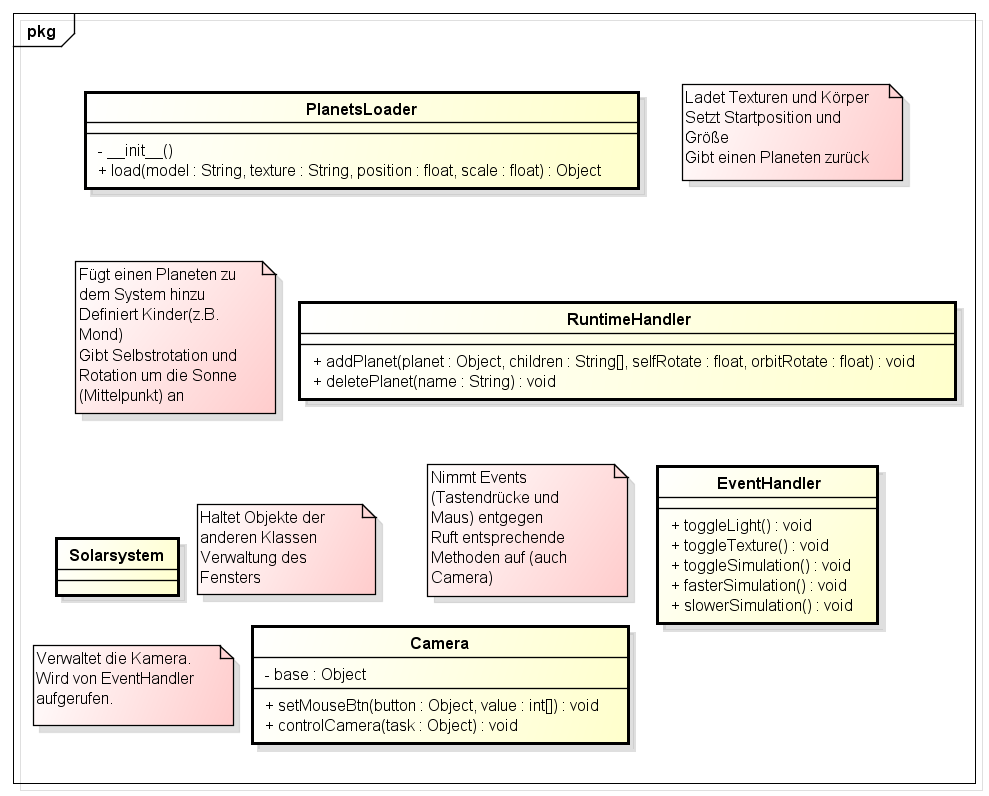 pkg
PlanetsLoader
- __init__()
+ load(model : String, texture : String, position : float, scale : float) : Object
Ladet Texturen und Körper
Setzt Startposition und
Größe
Gibt einen Planeten zurück
Fügt einen Planeten zu
dem System hinzu
Definiert Kinder(z.B.
Mond)
Gibt Selbstrotation und
Rotation um die Sonne
(Mittelpunkt) an
RuntimeHandler
+ addPlanet(planet : Object, children : String[], selfRotate : float, orbitRotate : float) : void
+ deletePlanet(name : String) : void
Solarsystem
Haltet Objekte der
anderen Klassen
Verwaltung des
Fensters
Nimmt Events
(Tastendrücke und
Maus) entgegen
Ruft entsprechende
Methoden auf (auch
Camera)
EventHandler
+ toggleLight() : void
+ toggleTexture() : void
+ toggleSimulation() : void
+ fasterSimulation() : void
+ slowerSimulation() : void
Verwaltet die Kamera.
Wird von EventHandler
aufgerufen.
Camera
- base : Object
+ setMouseBtn(button : Object, value : int[]) : void
+ controlCamera(task : Object) : void